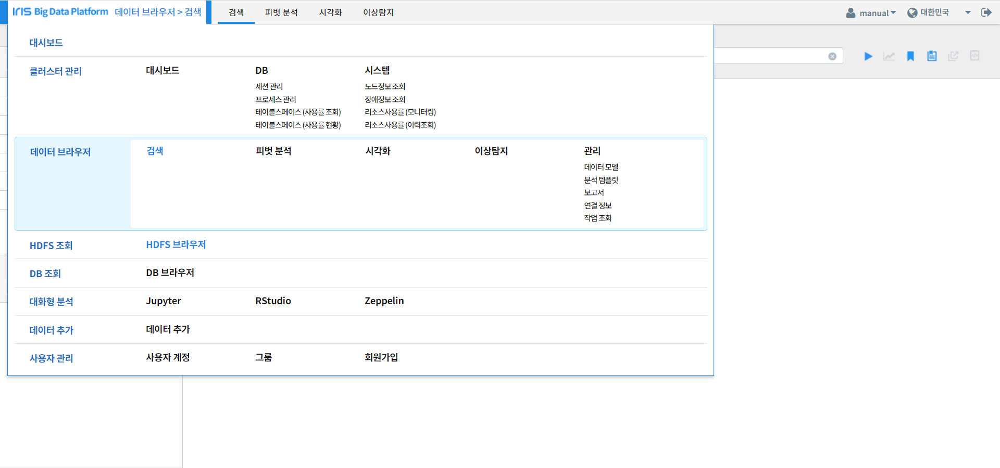 IRIS Big Data Platform 데이터 브라우저 > 검색 검색 피벗 분석 시각화 이상탐지 manual 대한민국
대시보드
클러스터 관리 대시보드 DB 시스템
세션 관리 노드정보 조회
프로세스 관리 장애정보 조회
테이블스페이스 (사용률 조회) 리소스사용률 (모니터링)
테이블스페이스 (사용률 현황) 리소스사용률 (이력조회)
데이터 브라우저 검색 피벗 분석 시각화 이상탐지 관리
데이터 모델
분석 템플릿
보고서
연결 정보
작업 조회
HDFS 조회 HDFS 브라우저
DB 조회 DB 브라우저
대화형 분석 Jupyter RStudio Zeppelin
데이터 추가 데이터 추가
사용자 관리 사용자 계정 그룹 회원가입